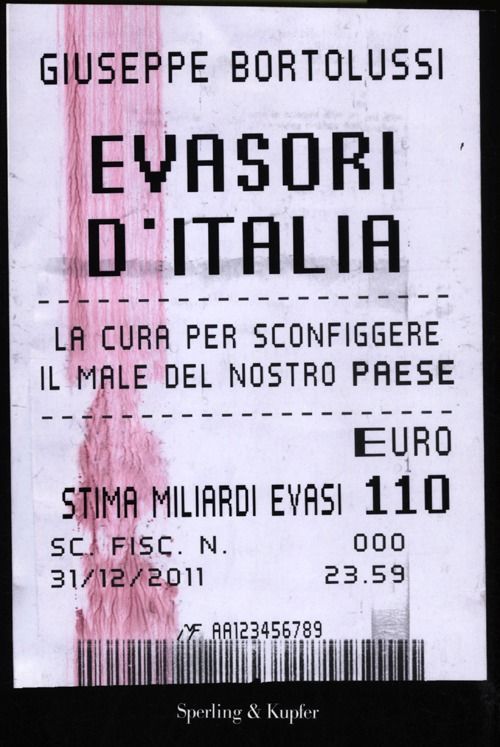 GIUSEPPE BORTOLUSSI
EVASORI
D'ITALIA
LA CURA PER SCONFIGGERE
IL MALE DEL NOSTRO PAESE
EURO
STIMA MILIARDI EVASI 110
SC. FISC. N. 000
31/12/2011 23.59
MF AA123456789
Sperling & Kupfer